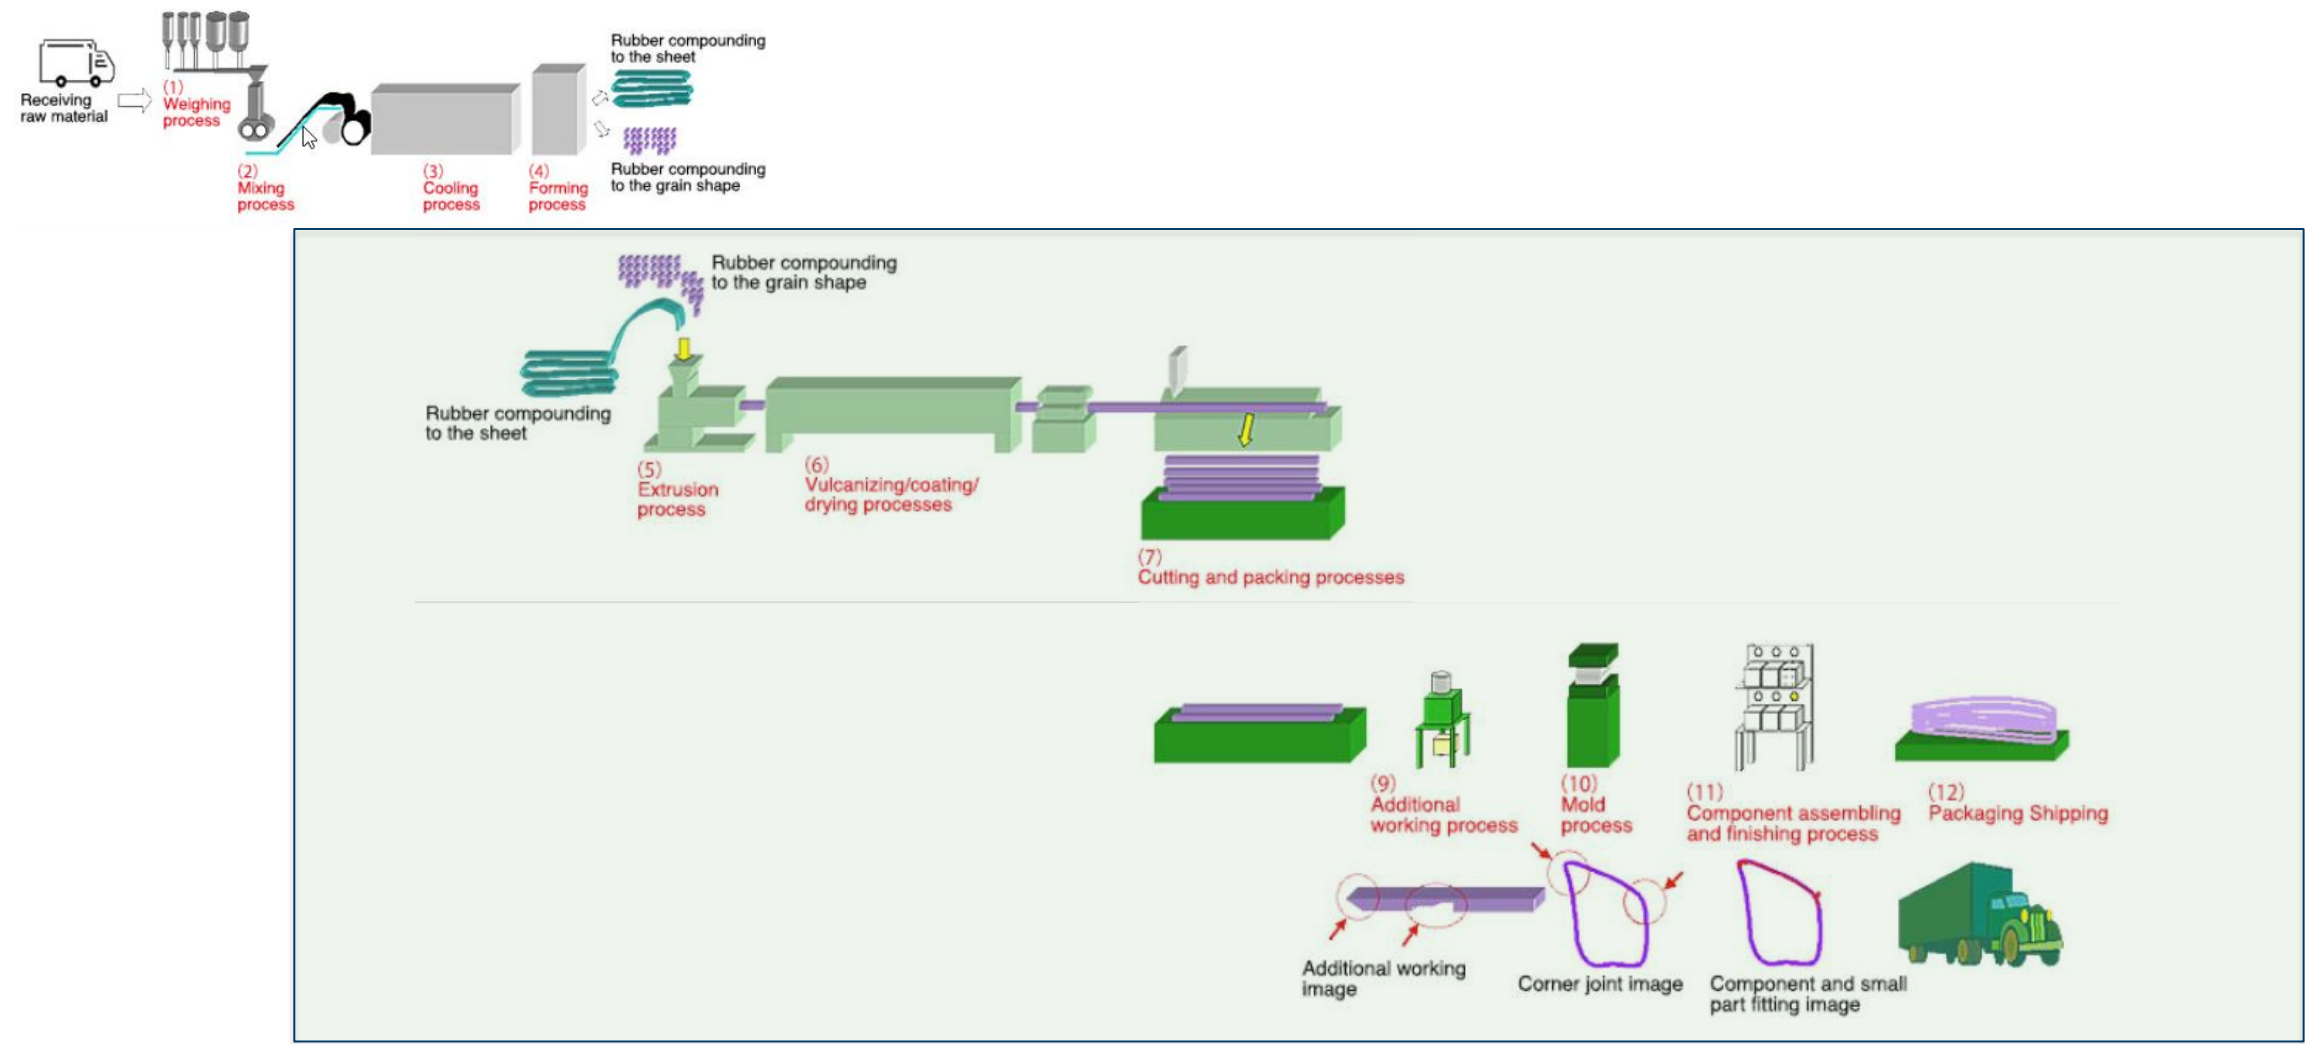 Receiving
raw material
(1)
Weighing
process
(2)
Mixing
process
(3)
Cooling
process
(4)
Forming
process
Rubber compounding
to the sheet
Rubber compounding
to the grain shape
Rubber compounding
to the grain shape
Rubber compounding
to the sheet
(5)
Extrusion
process
(6)
Vulcanizing/coating/
drying processes
(7)
Cutting and packing processes
(9)
Additional
working process
(10)
Mold
process
(11)
Component assembling
and finishing process
(12)
Packaging Shipping
Additional working
image
Corner joint image
Component and small
part fitting image